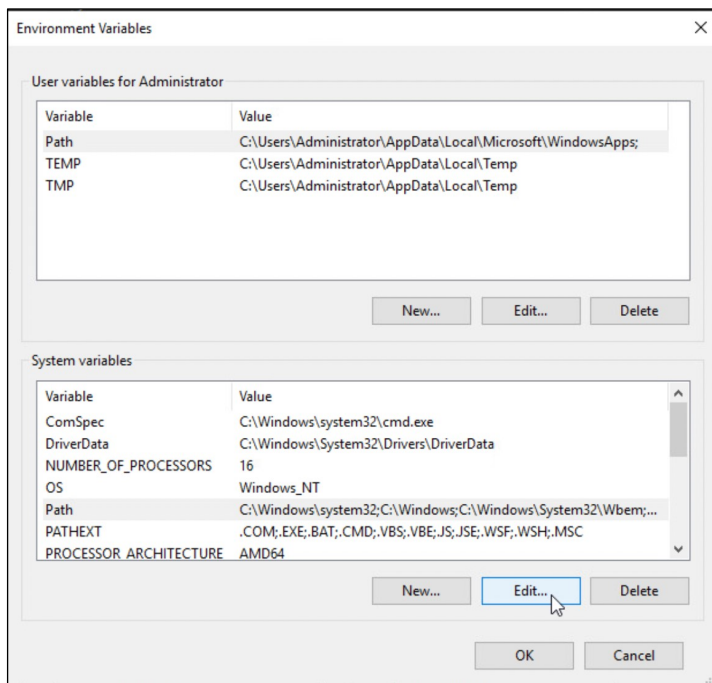 Environment Variables
User variables for Administrator
Variable Value
Path C:\Users\Administrator\AppData\Local\Microsoft\WindowsApps;
TEMP C:\Users\Administrator\AppData\Local\Temp
TMP C:\Users\Administrator\AppData\Local\Temp
New... Edit... Delete
System variables
Variable Value
ComSpec C:\Windows\system32\cmd.exe
DriverData C:\Windows\System32\Drivers\DriverData
NUMBER_OF_PROCESSORS 16
OS Windows_NT
Path C:\Windows\system32;C:\Windows;C:\Windows\System32\Wbem;...
PATHEXT .COM;.EXE;.BAT;.CMD;.VBS;.VBE;.JS;.JSE;.WSF;.WSH;.MSC
PROCESSOR_ARCHITECTURE AMD64
New... Edit... Delete
OK Cancel